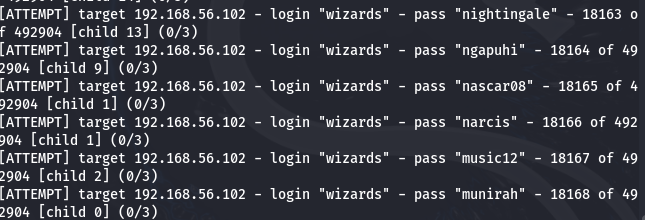 [ATTEMPT] target 192.168.56.102 - login "wizards" - pass "nightingale" - 18163 o
f 492904 [child 13] (0/3)
[ATTEMPT] target 192.168.56.102 - login "wizards" - pass "ngapuhi" - 18164 of 49
2904 [child 9] (0/3)
[ATTEMPT] target 192.168.56.102 - login "wizards" - pass "nascar08" - 18165 of 4
92904 [child 1] (0/3)
[ATTEMPT] target 192.168.56.102 - login "wizards" - pass "narcis" - 18166 of 492
904 [child 1] (0/3)
[ATTEMPT] target 192.168.56.102 - login "wizards" - pass "music12" - 18167 of 49
2904 [child 2] (0/3)
[ATTEMPT] target 192.168.56.102 - login "wizards" - pass "munirah" - 18168 of 49
2904 [child 0] (0/3)